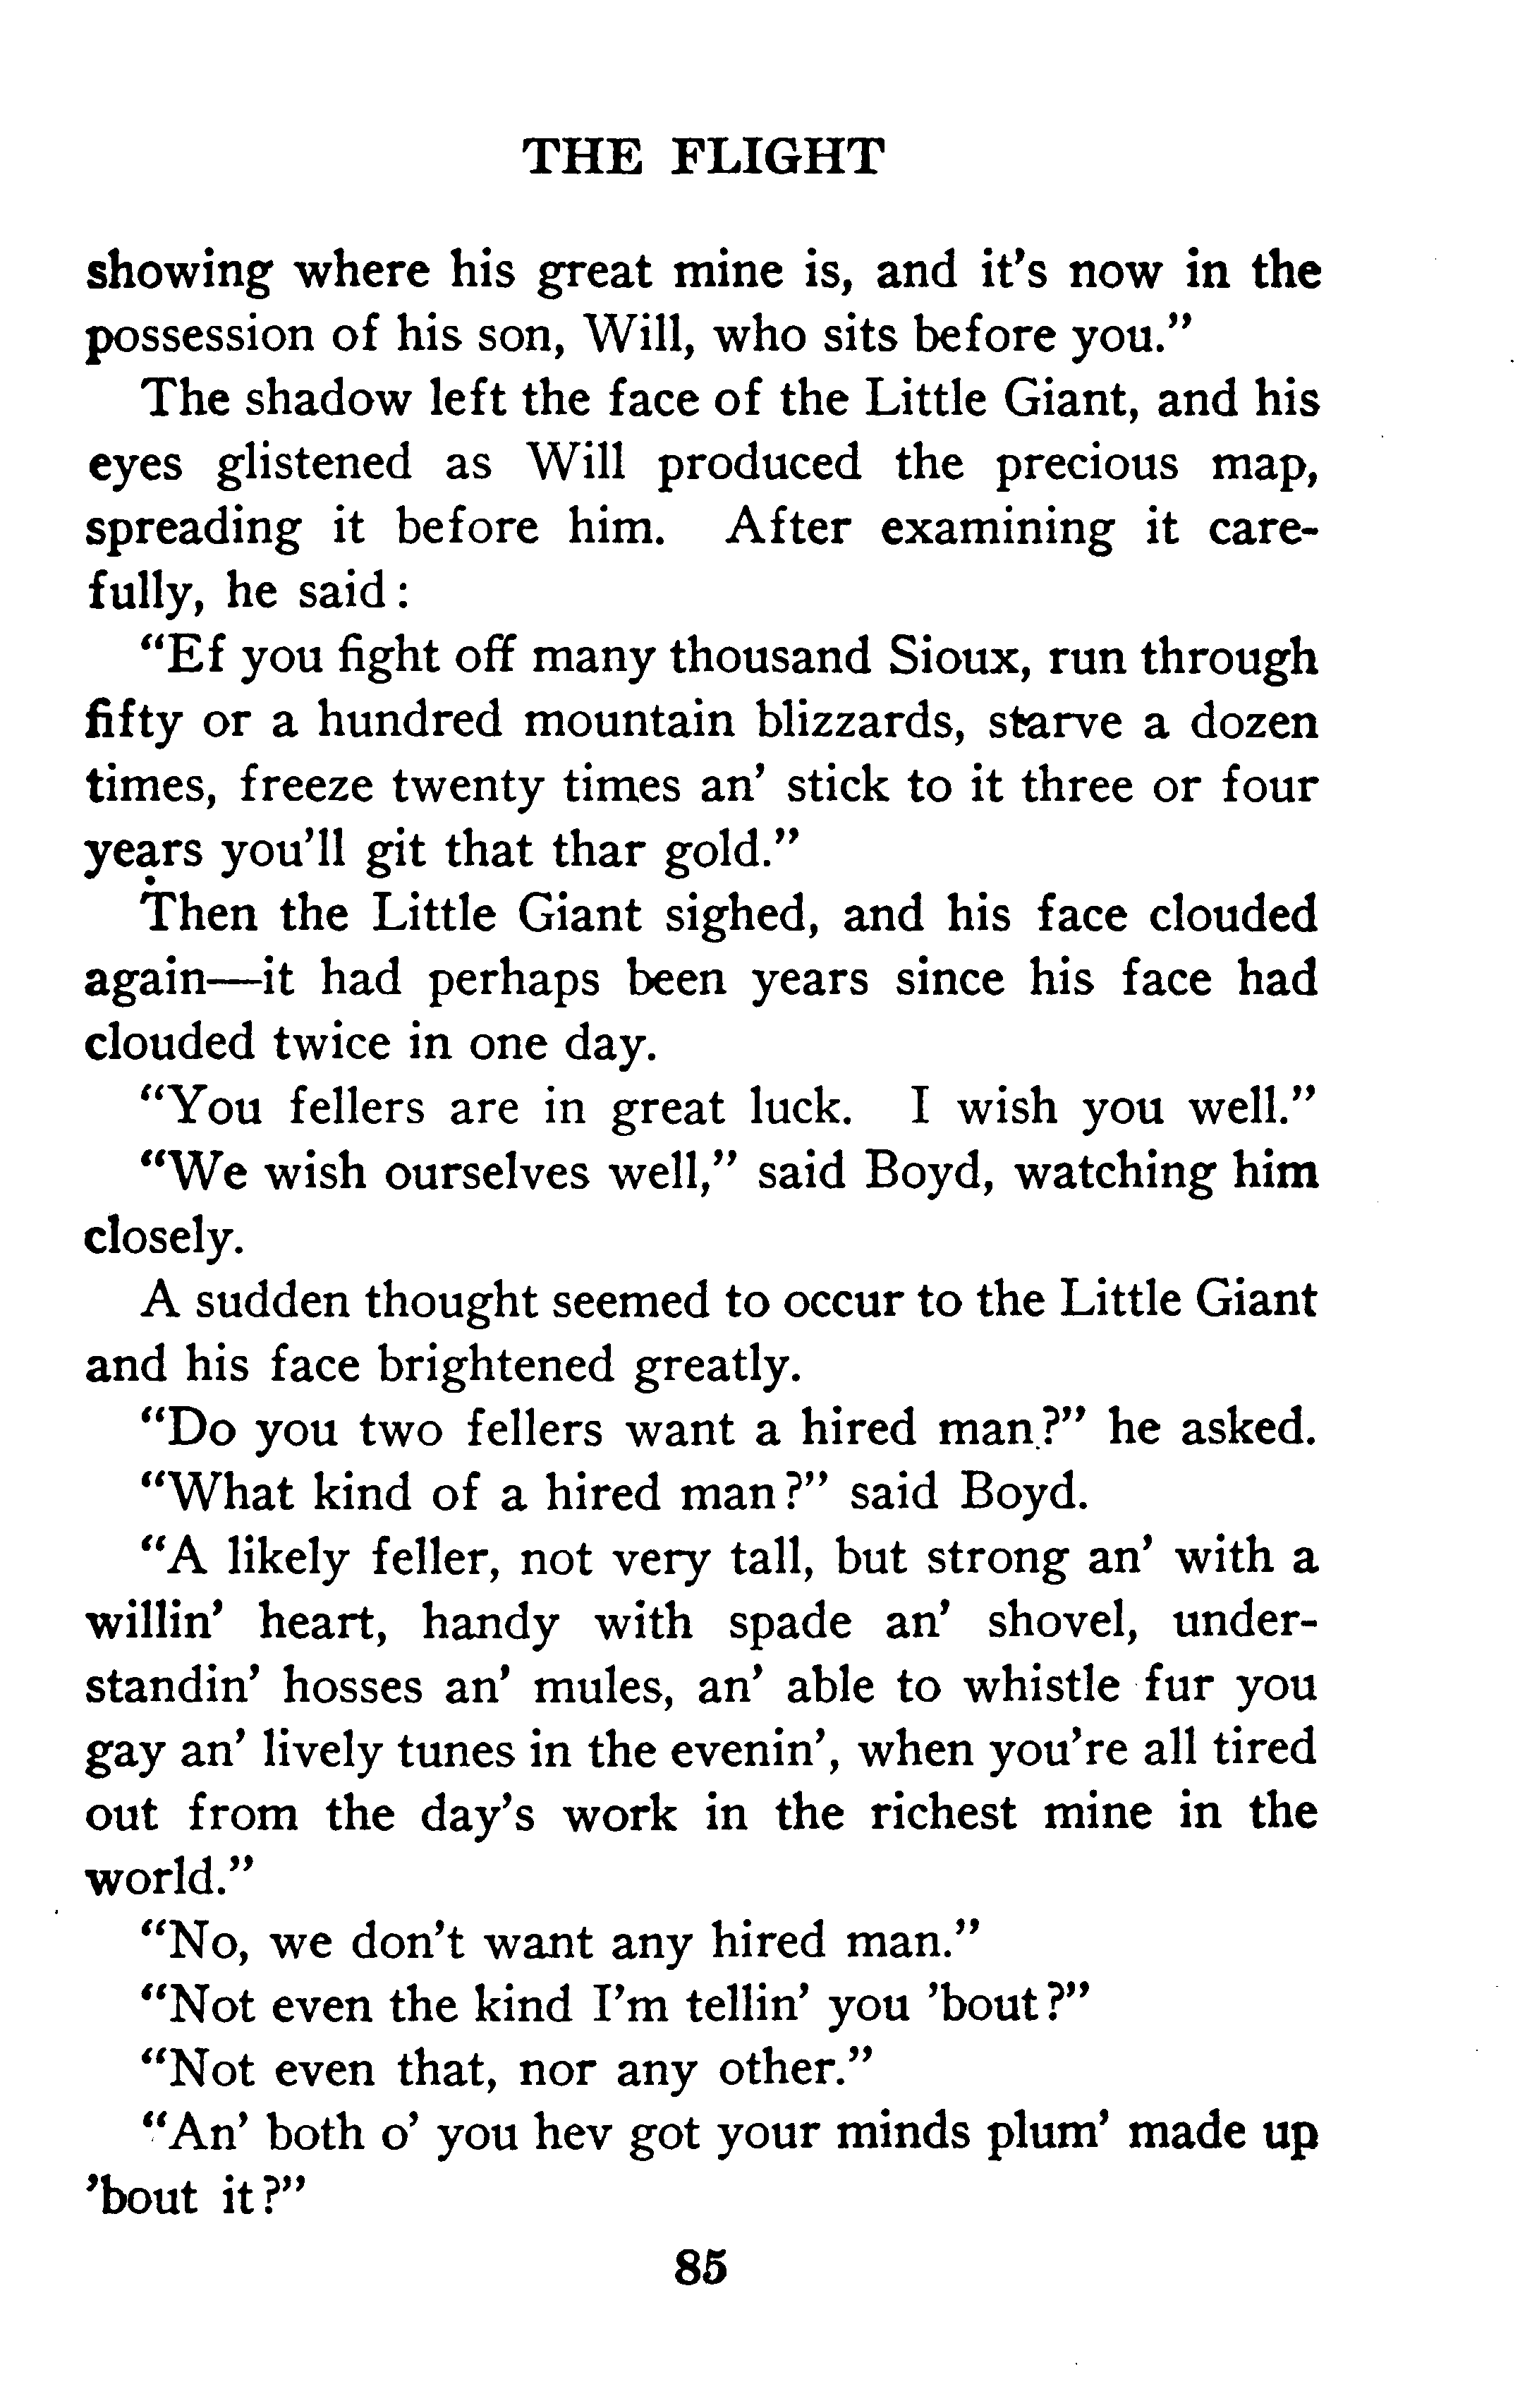 THE FLIGHT
showing where his great mine is, and it's now in the
possession of his son, Will, who sits before you."
The shadow left the face of the Little Giant, and his
eyes glistened as Will produced the precious map,
spreading it before him. After examining it care-
fully, he said:
"Ef you fight off many thousand Sioux, run through
fifty or a hundred mountain blizzards, starve a dozen
times, freeze twenty times an' stick to it three or four
years you'll git that thar gold."
Then the Little Giant sighed, and his face clouded
again—it had perhaps been years since his face had
clouded twice in one day.
"You fellers are in great luck. I wish you well."
"We wish ourselves well," said Boyd, watching him
closely.
A sudden thought seemed to occur to the Little Giant
and his face brightened greatly.
"Do you two fellers want a hired man?" he asked.
"What kind of a hired man?" said Boyd.
"A likely feller, not very tall, but strong an' with a
willin' heart, handy with spade an' shovel, under-
standin' hosses an' mules, an' able to whistle fur you
gay an' lively tunes in the evenin', when you're all tired
out from the day's work in the richest mine in the
world."
"No, we don't want any hired man."
"Not even the kind I'm tellin' you 'bout?"
"Not even that, nor any other."
"An' both o' you hev got your minds plum' made up
'bout it?"
85